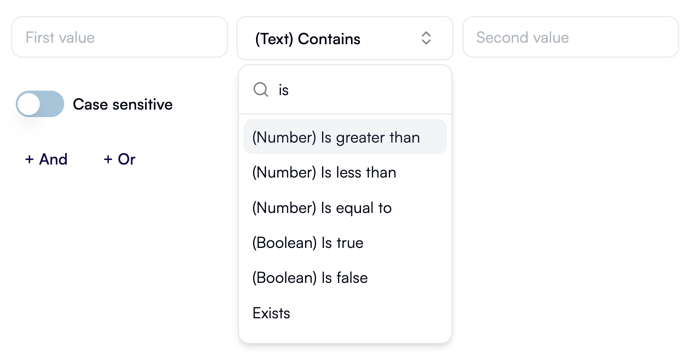 First value
(Text) Contains
Second value
is
Case sensitive
(Number) Is greater than
+ And
+ Or
(Number) Is less than
(Number) Is equal to
(Boolean) Is true
(Boolean) Is false
Exists